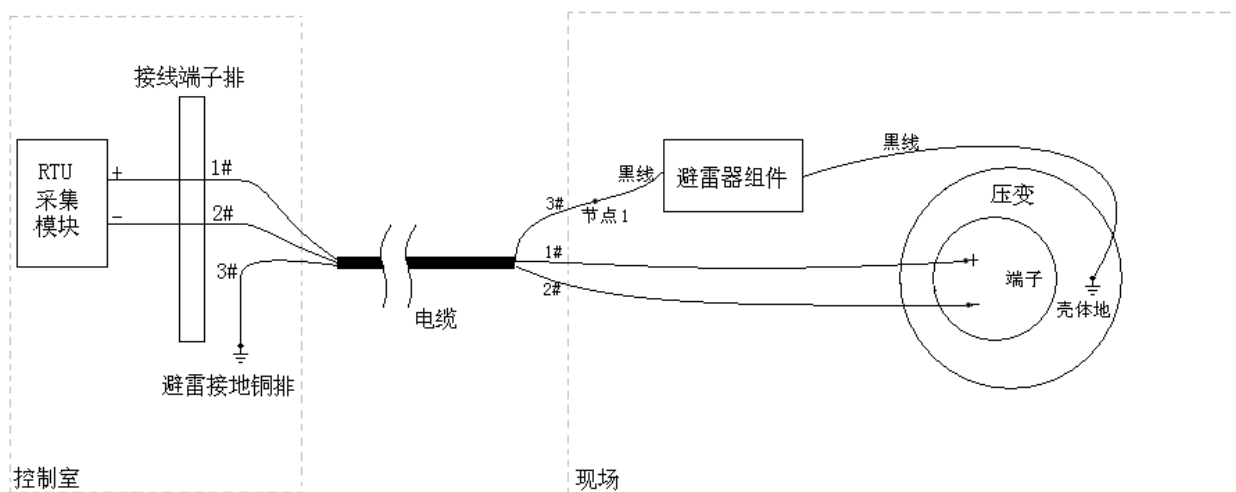 接线端子排
RTU
采集
模块
+
-
1#
2#
3#
避雷接地铜排
控制室
电缆
3#
节点1
黑线
避雷器组件
黑线
1#
2#
压变
+
端子
-
壳体地
现场